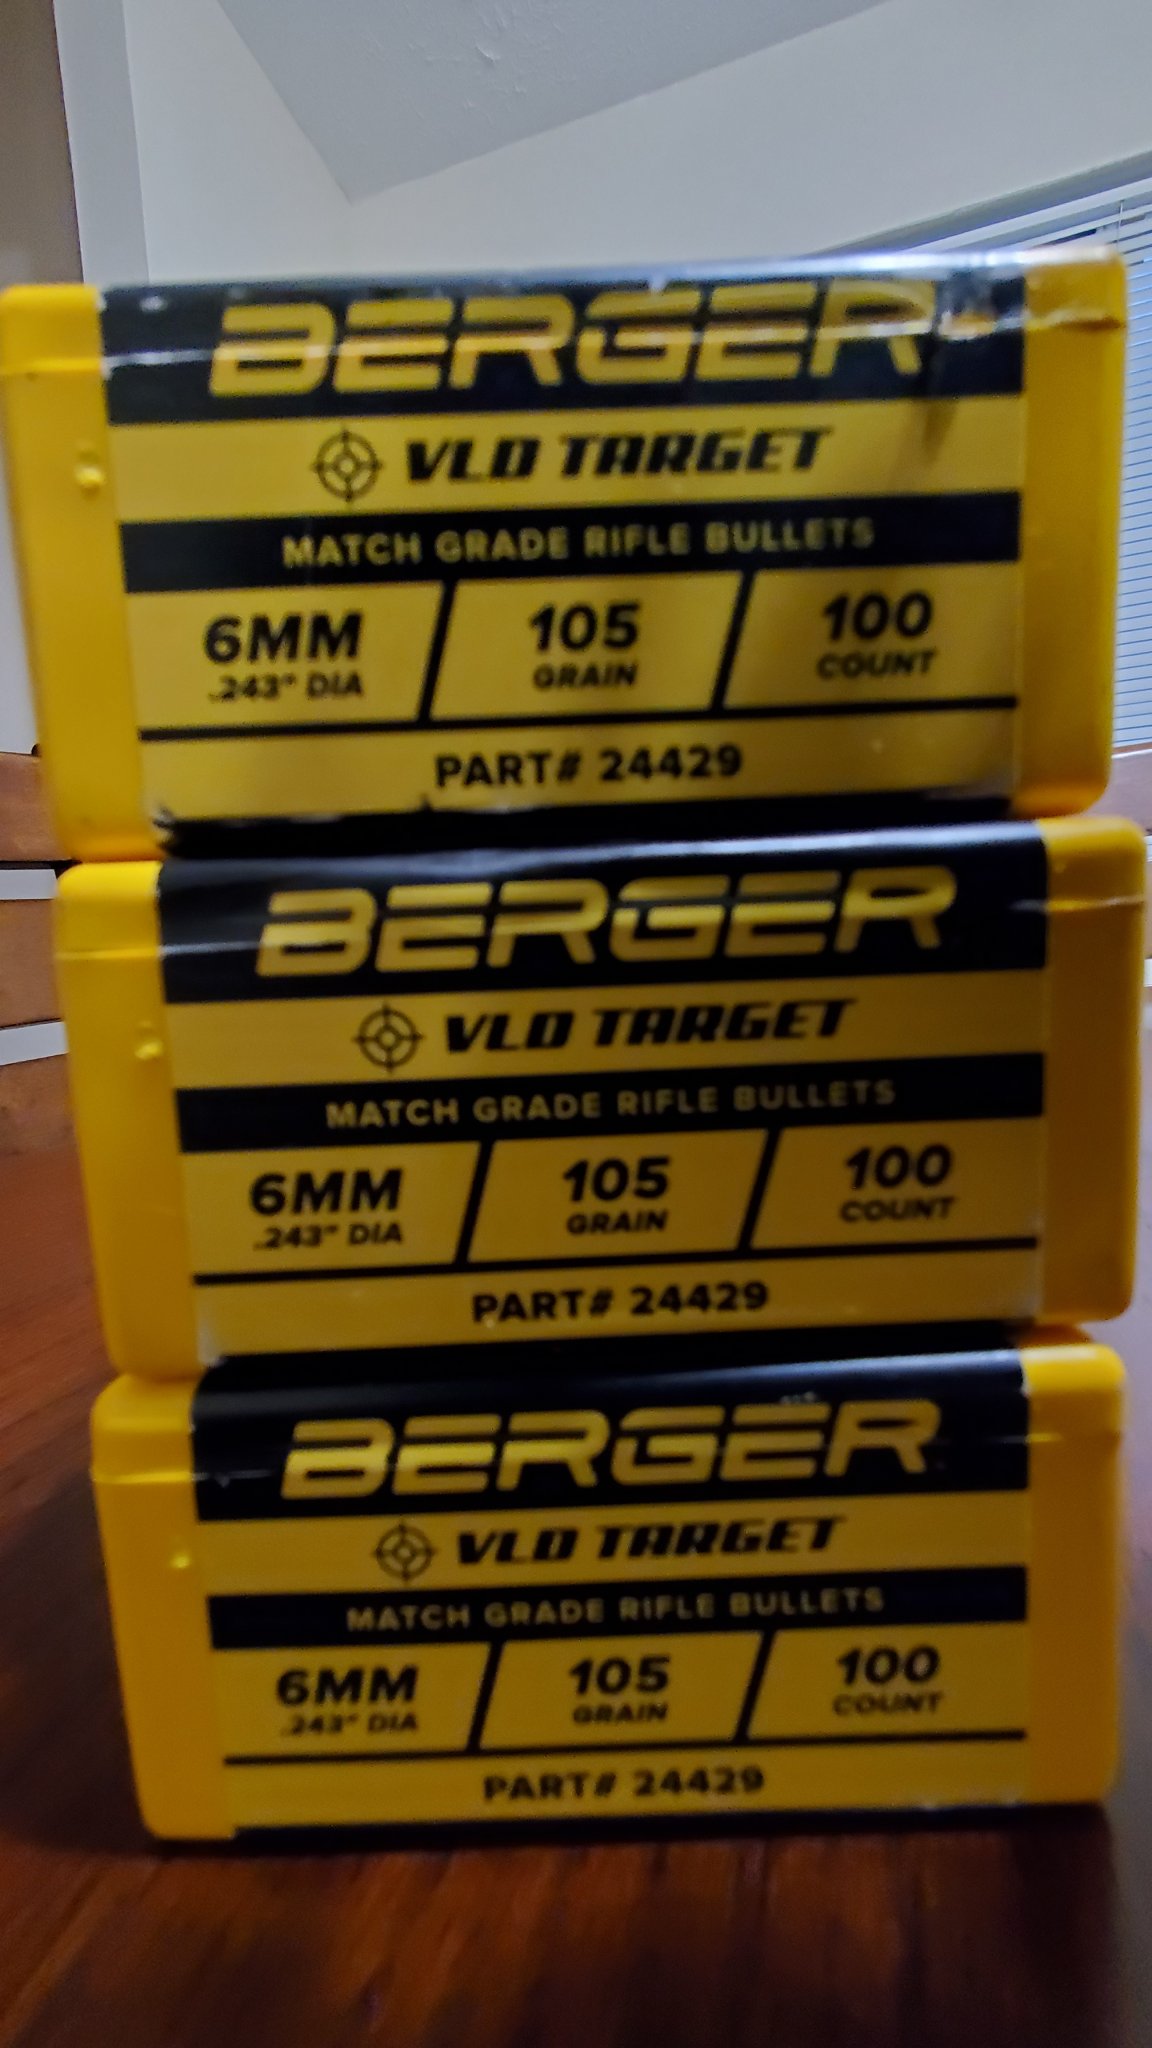 BERGER
VLD TARGET
MATCH GRADE RIFLE BULLETS
6MM 105 100
.243" DIA GRAIN COUNT
PART# 24429
BERGER
VLD TARGET
MATCH GRADE RIFLE BULLETS
6MM 105 100
.243" DIA GRAIN COUNT
PART# 24429
BERGER
VLD TARGET
MATCH GRADE RIFLE BULLETS
6MM 105 100
.243" DIA GRAIN COUNT
PART# 24429